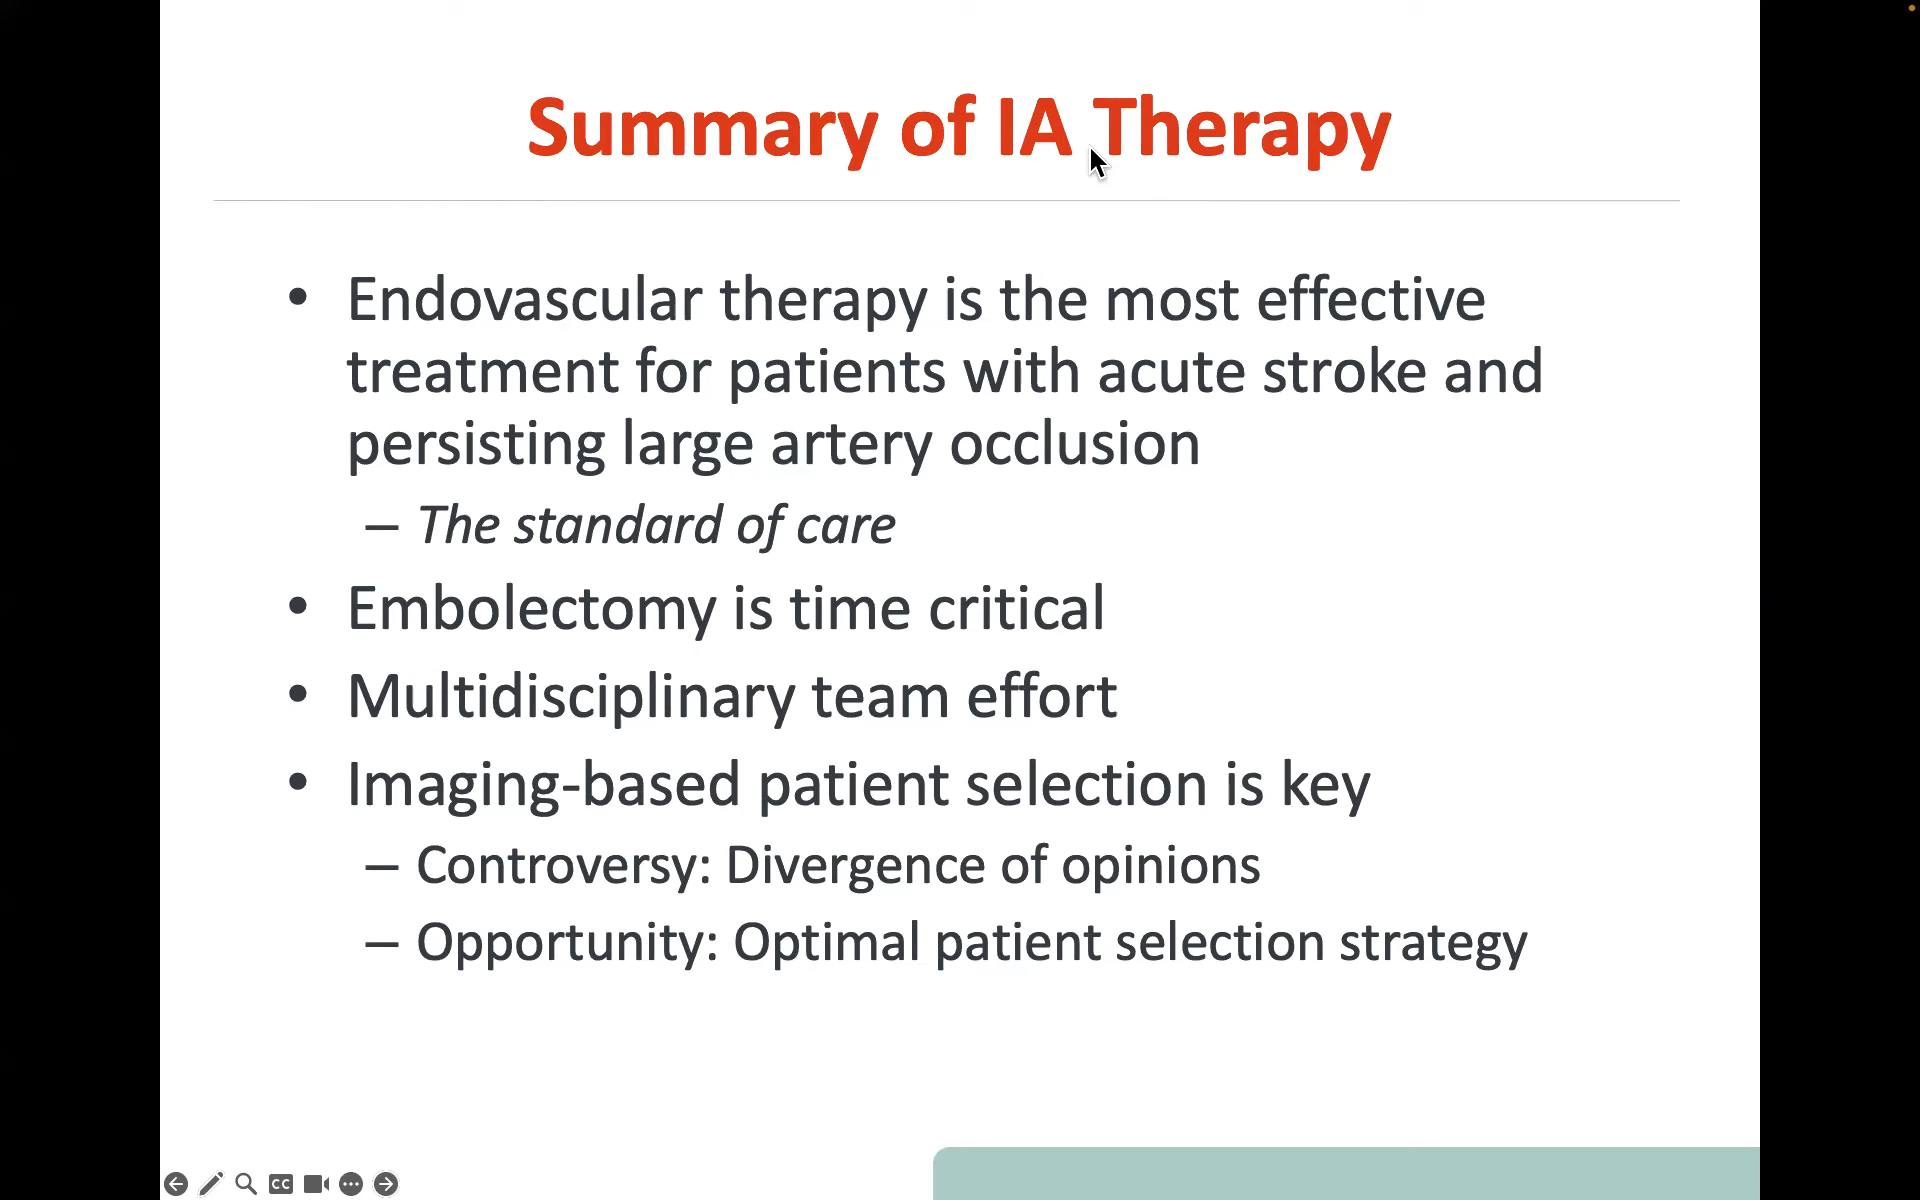 Summary of IA Therapy
• Endovascular therapy is the most effective
treatment for patients with acute stroke and
persisting large artery occlusion
– The standard of care
• Embolectomy is time critical
• Multidisciplinary team effort
• Imaging-based patient selection is key
– Controversy: Divergence of opinions
– Opportunity: Optimal patient selection strategy
CC